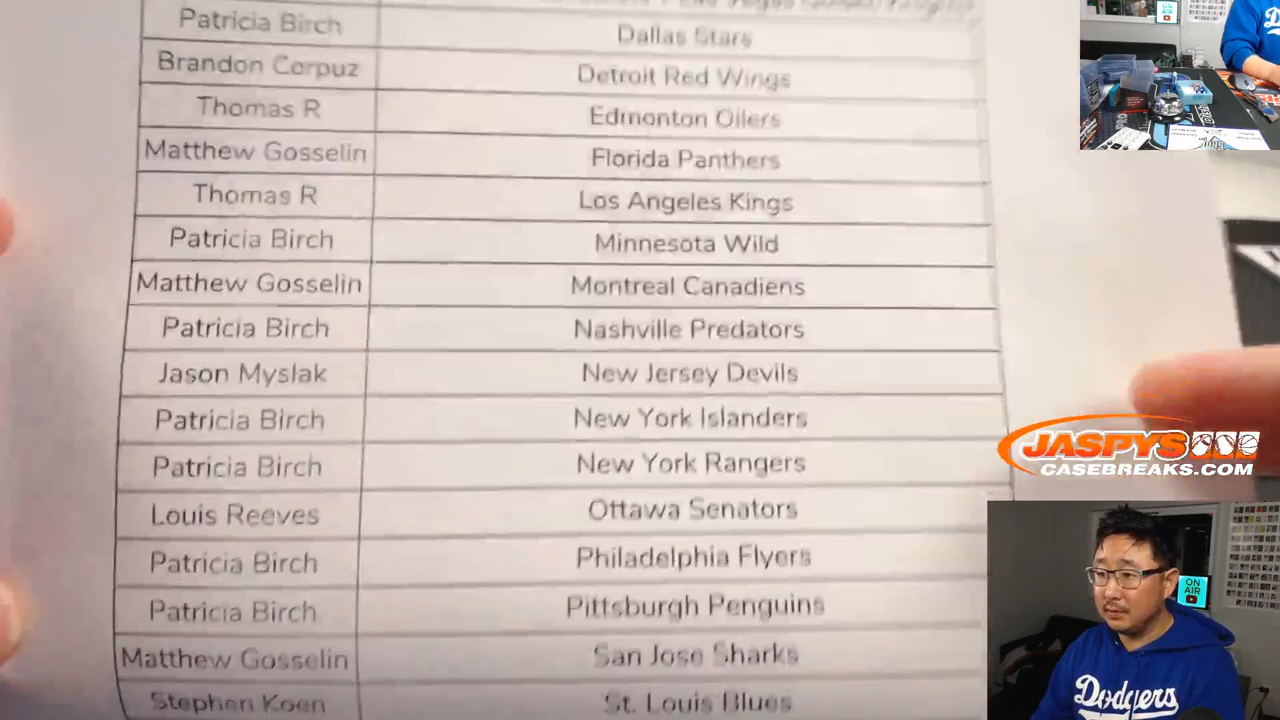 Patricia Birch Dallas Stars
Brandon Corpuz Detroit Red Wings
Thomas R Edmonton Oilers
Matthew Gosselin Florida Panthers
Thomas R Los Angeles Kings
Patricia Birch Minnesota Wild
Matthew Gosselin Montreal Canadiens
Patricia Birch Nashville Predators
Jason Myslak New Jersey Devils
Patricia Birch New York Islanders
Patricia Birch New York Rangers
Louis Reeves Ottawa Senators
Patricia Birch Philadelphia Flyers
Patricia Birch Pittsburgh Penguins
Matthew Gosselin San Jose Sharks
Stephen Koen St. Louis Blues
JASPYS
CASEBREAKS.COM
ON
AIR
Dodgers